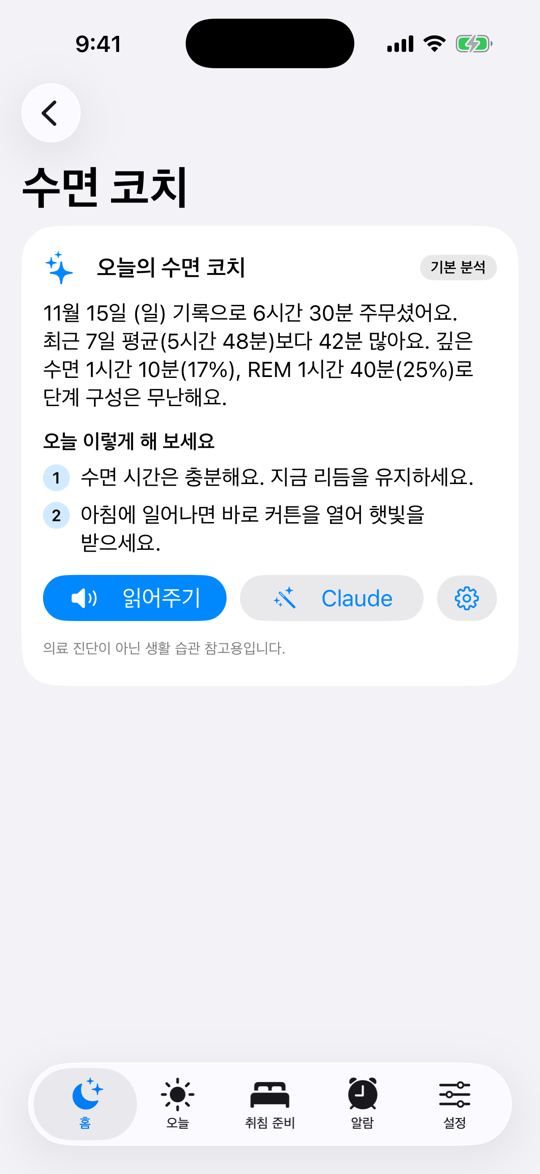 9:41
수면 코치
오늘의 수면 코치
기본 분석
11월 15일 (일) 기록으로 6시간 30분 주무셨어요.
최근 7일 평균(5시간 48분)보다 42분 많아요. 깊은
수면 1시간 10분(17%), REM 1시간 40분(25%)로
단계 구성은 무난해요.
오늘 이렇게 해 보세요
1 수면 시간은 충분해요. 지금 리듬을 유지하세요.
2 아침에 일어나면 바로 커튼을 열어 햇빛을
받으세요.
읽어주기
Claude
의료 진단이 아닌 생활 습관 참고용입니다.
홈
오늘
취침 준비
알람
설정